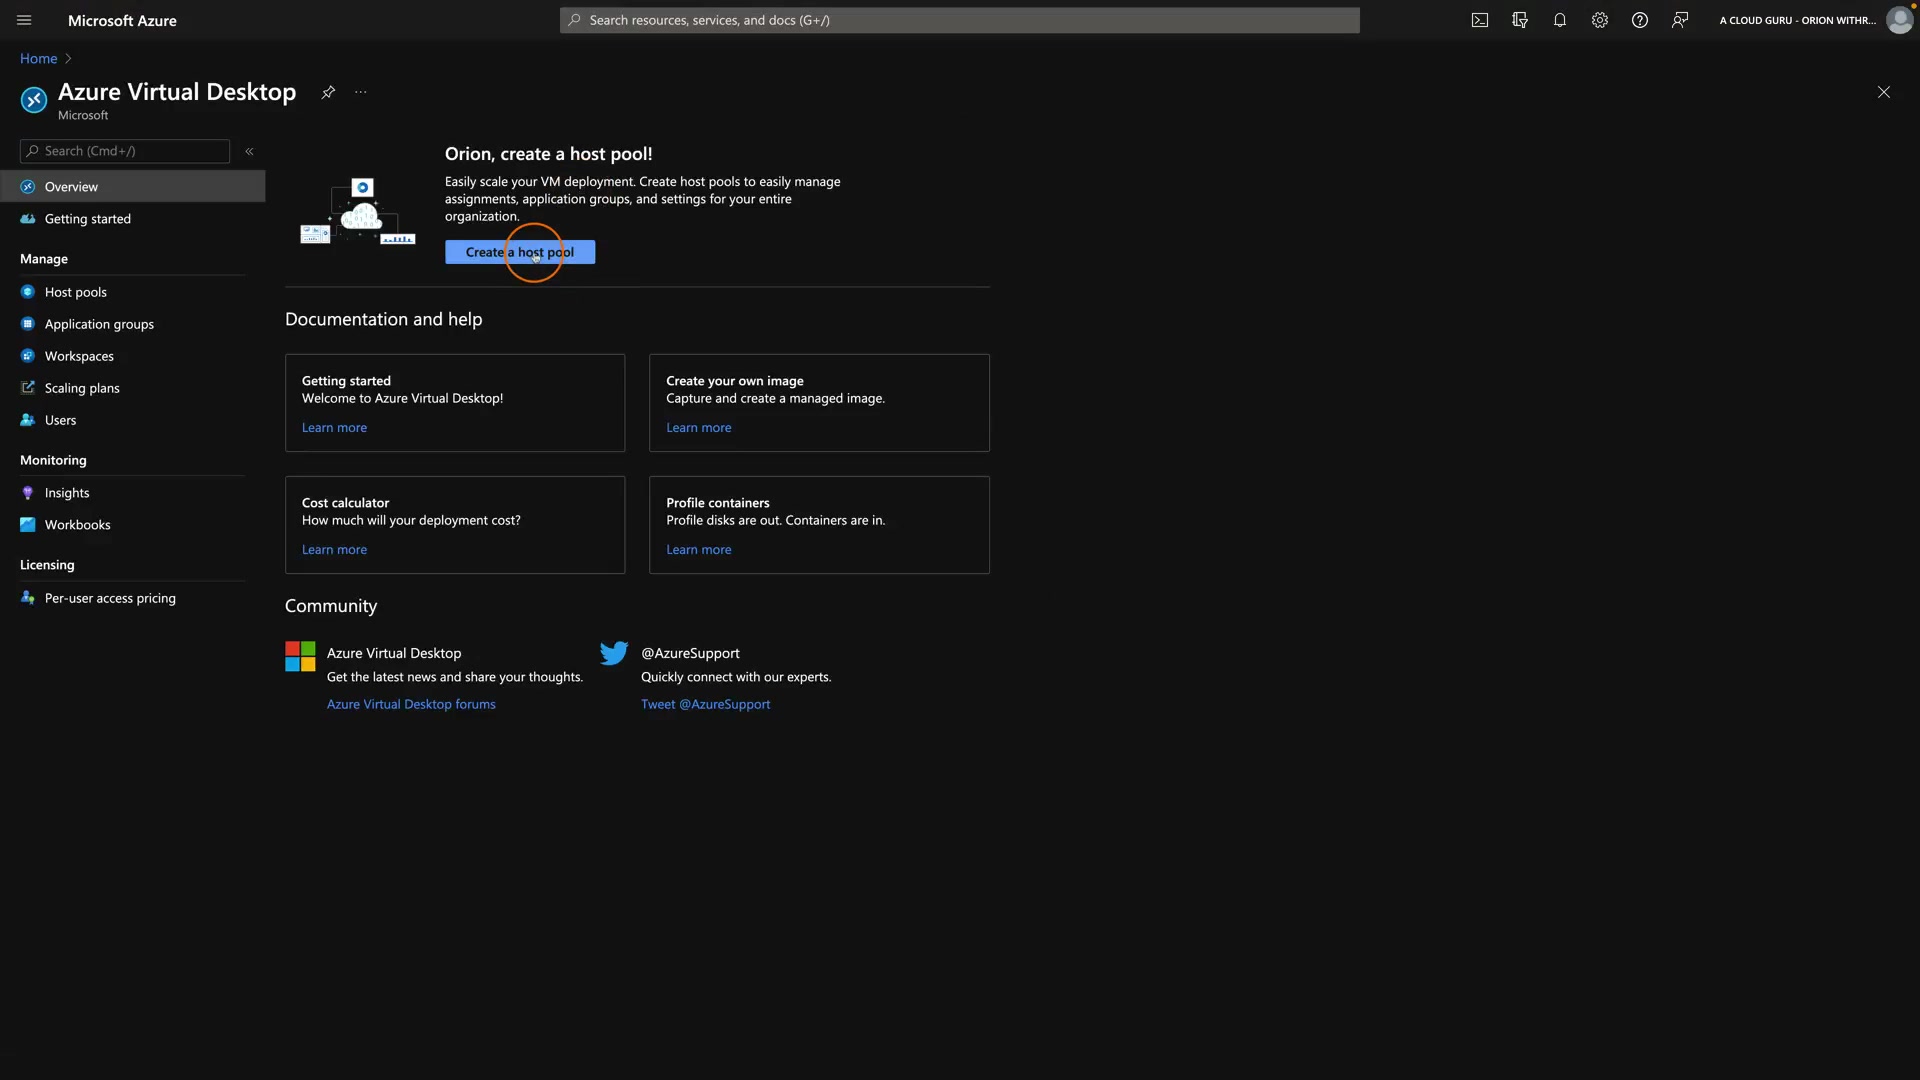 Microsoft Azure
Search resources, services, and docs (G+/)
A CLOUD GURU - ORION WITHR...
Home
Azure Virtual Desktop
Microsoft
Search (Cmd+/)
Overview
Getting started
Manage
Host pools
Application groups
Workspaces
Scaling plans
Users
Monitoring
Insights
Workbooks
Licensing
Per-user access pricing
Orion, create a host pool!
Easily scale your VM deployment. Create host pools to easily manage
assignments, application groups, and settings for your entire
organization.
Create a host pool
Documentation and help
Getting started
Welcome to Azure Virtual Desktop!
Learn more
Create your own image
Capture and create a managed image.
Learn more
Cost calculator
How much will your deployment cost?
Learn more
Profile containers
Profile disks are out. Containers are in.
Learn more
Community
Azure Virtual Desktop
Get the latest news and share your thoughts.
Azure Virtual Desktop forums
@AzureSupport
Quickly connect with our experts.
Tweet @AzureSupport